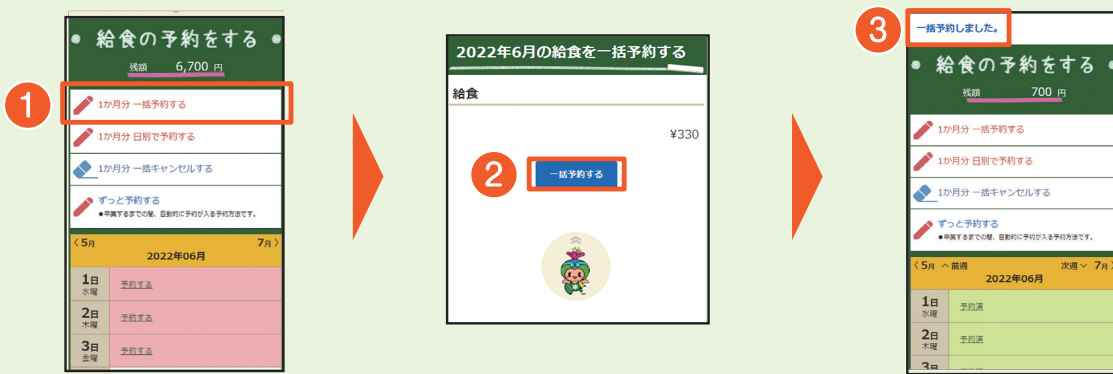 1
給食の予約をする
残額 6,700 円
1か月分 一括予約する
1か月分 日別で予約する
1か月分 一括キャンセルする
ずっと予約する
●卒業するまでの間、自動的に予約が入る予約方法です。
〈 5月 7月 〉
2022年06月
1日 水曜 予約する
2日 木曜 予約する
3日 金曜 予約する
2022年6月の給食を一括予約する
給食
¥330
2
一括予約する
3
一括予約しました。
給食の予約をする
残額 700 円
1か月分 一括予約する
1か月分 日別で予約する
1か月分 一括キャンセルする
ずっと予約する
●卒業するまでの間、自動的に予約が入る予約方法です。
〈 5月 へ前週 次週 7月 〉
2022年06月
1日 水曜 予約済
2日 木曜 予約済
3日